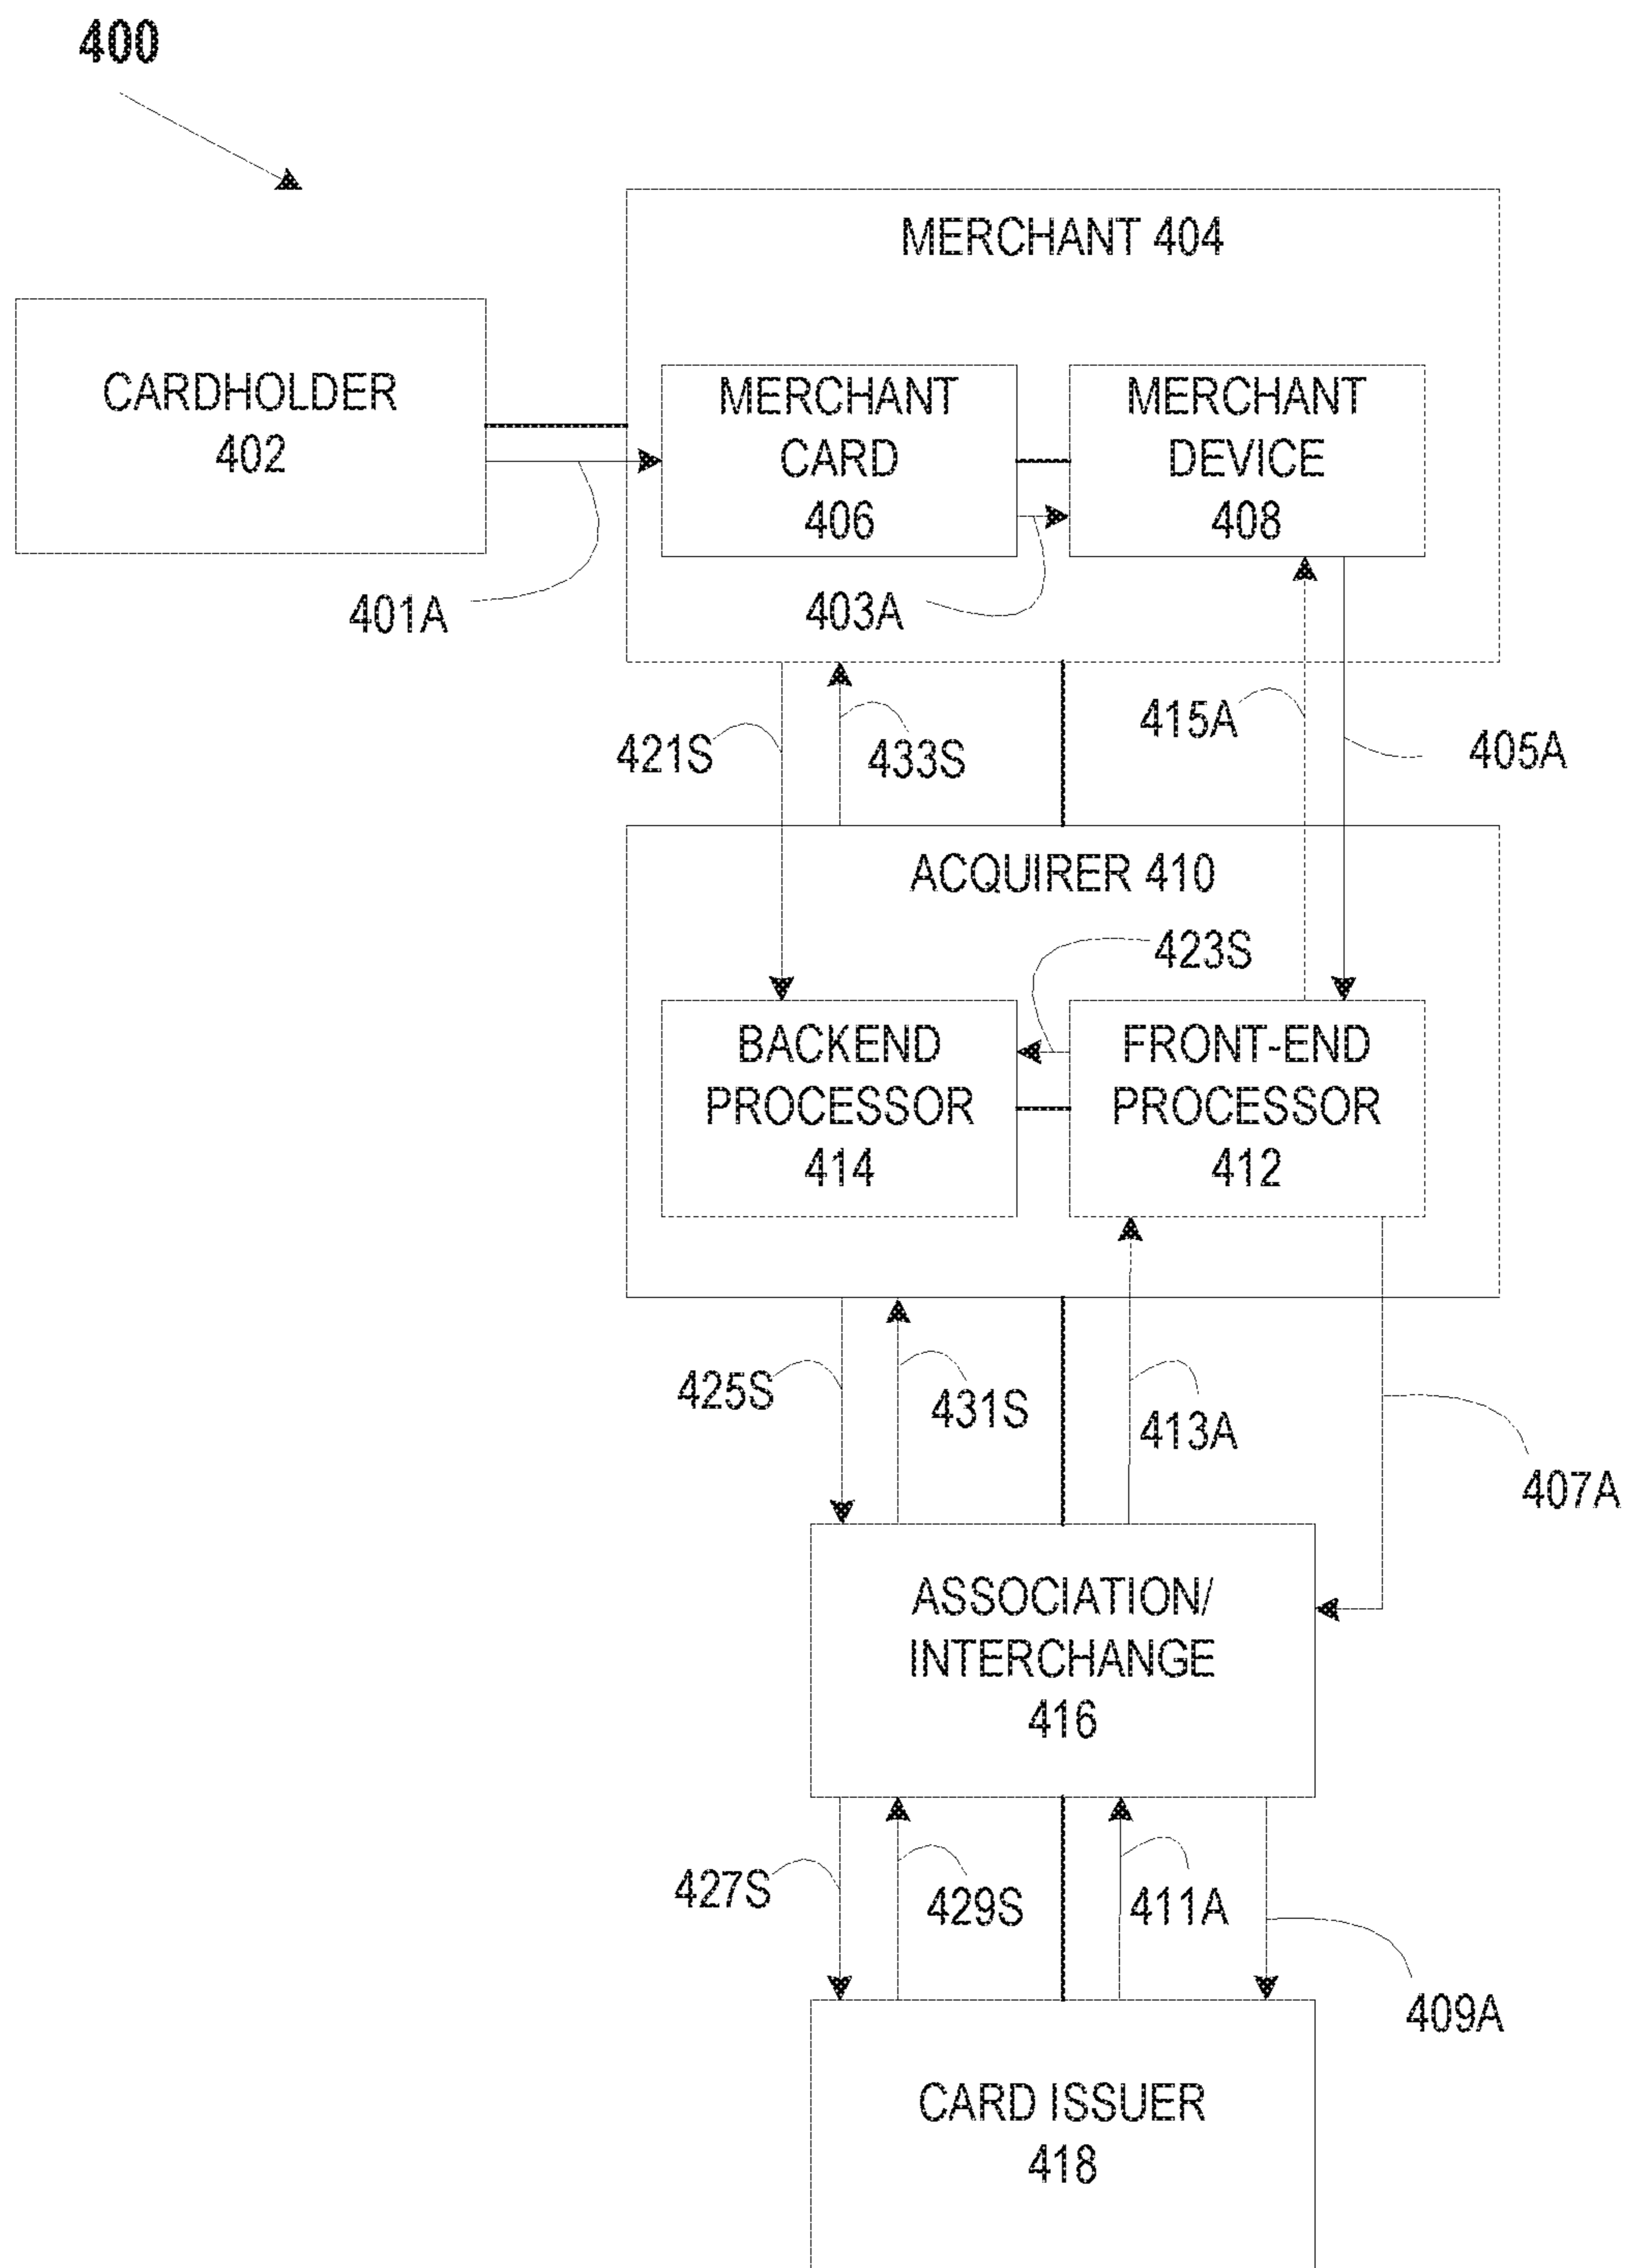 400
MERCHANT 404
CARDHOLDER
402
MERCHANT
CARD
406
MERCHANT
DEVICE
408
401A
403A
421S
433S
415A
405A
ACQUIRER 410
423S
BACKEND
PROCESSOR
414
FRONT-END
PROCESSOR
412
425S
431S
413A
407A
ASSOCIATION/
INTERCHANGE
416
427S
429S
411A
409A
CARD ISSUER
418